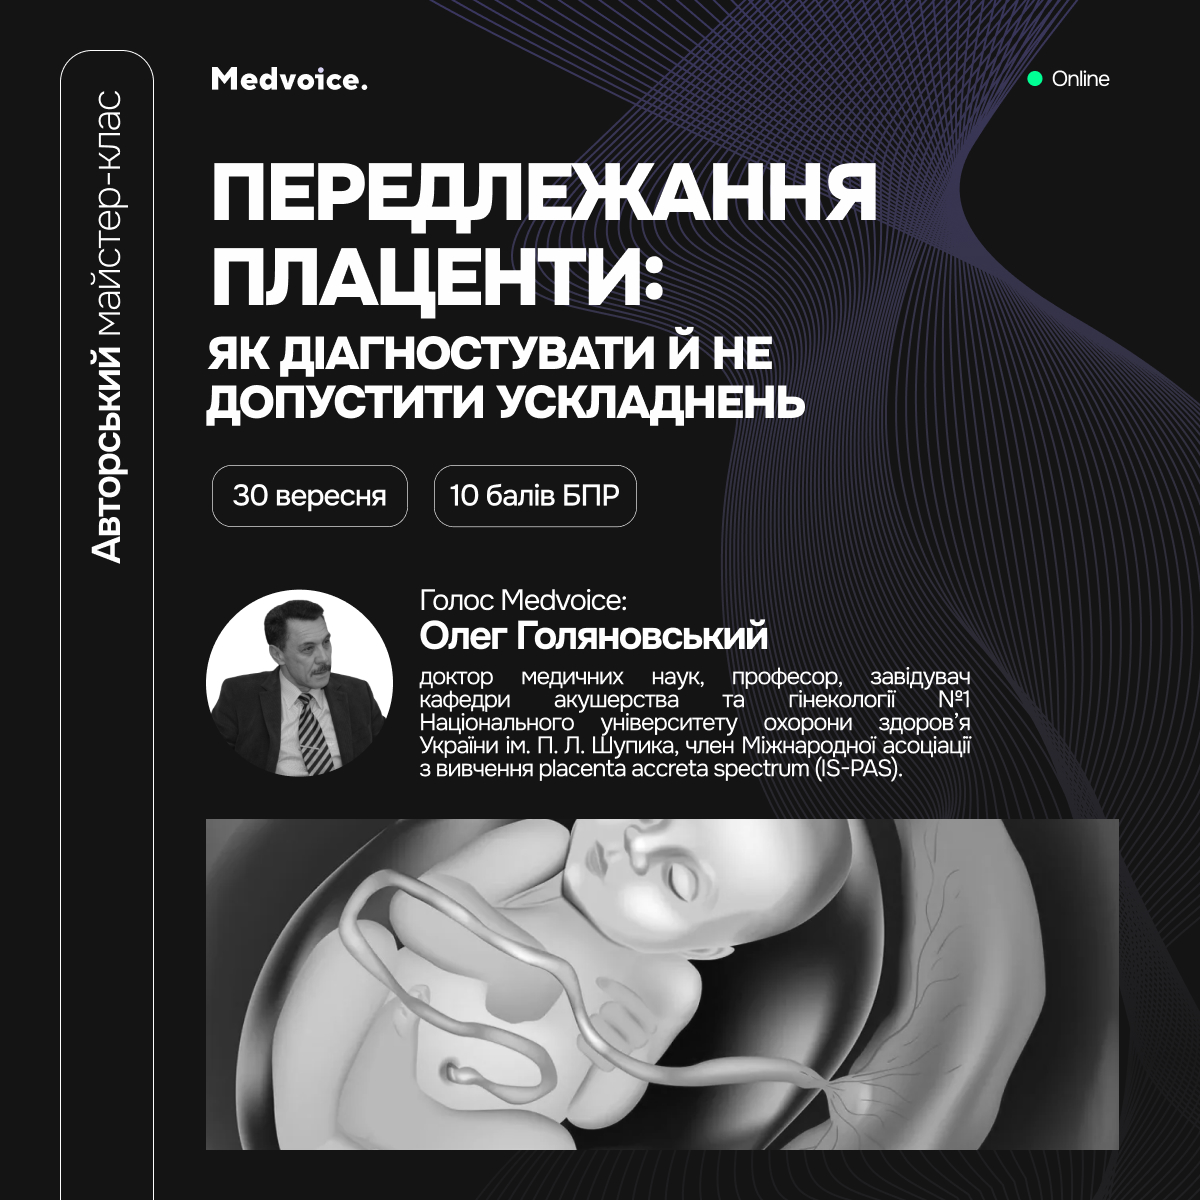 Medvoice.
Online
Авторський майстер-клас
ПЕРЕДЛЕЖАННЯ
ПЛАЦЕНТИ:
ЯК ДІАГНОСТУВАТИ Й НЕ
ДОПУСТИТИ УСКЛАДНЕНЬ
30 вересня
10 балів БПР
Голос Medvoice:
Олег Голяновський
доктор медичних наук, професор, завідувач
кафедри акушерства та гінекології №1
Національного університету охорони здоров’я
України ім. П. Л. Шупика, член Міжнародної асоціації
з вивчення placenta accreta spectrum (IS-PAS).